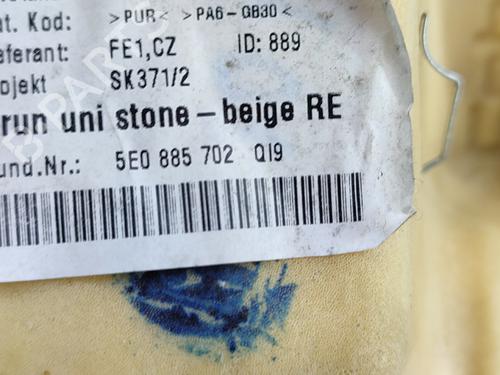 at. Kod: >PUR< >PA6-GB30<
eferant: FE1,CZ ID: 889
ojekt SK371/2
run uni stone-beige RE
und.Nr.: 5E0 885 702 QI9